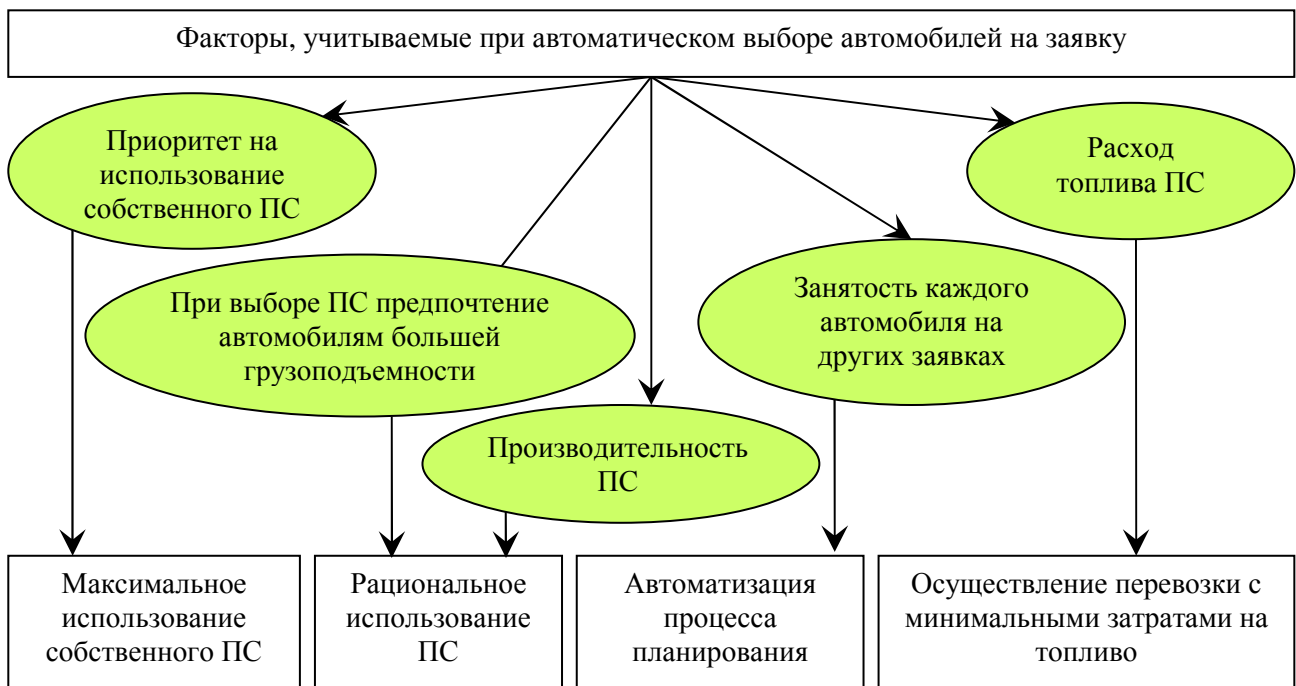 Факторы, учитываемые при автоматическом выборе автомобилей на заявку
Приоритет на
использование
собственного ПС
Расход
топлива ПС
При выборе ПС предпочтение
автомобилям большей
грузоподъемности
Занятость каждого
автомобиля на
других заявках
Производительность
ПС
Максимальное
использование
собственного ПС
Рациональное
использование
ПС
Автоматизация
процесса
планирования
Осуществление перевозки с
минимальными затратами на
топливо